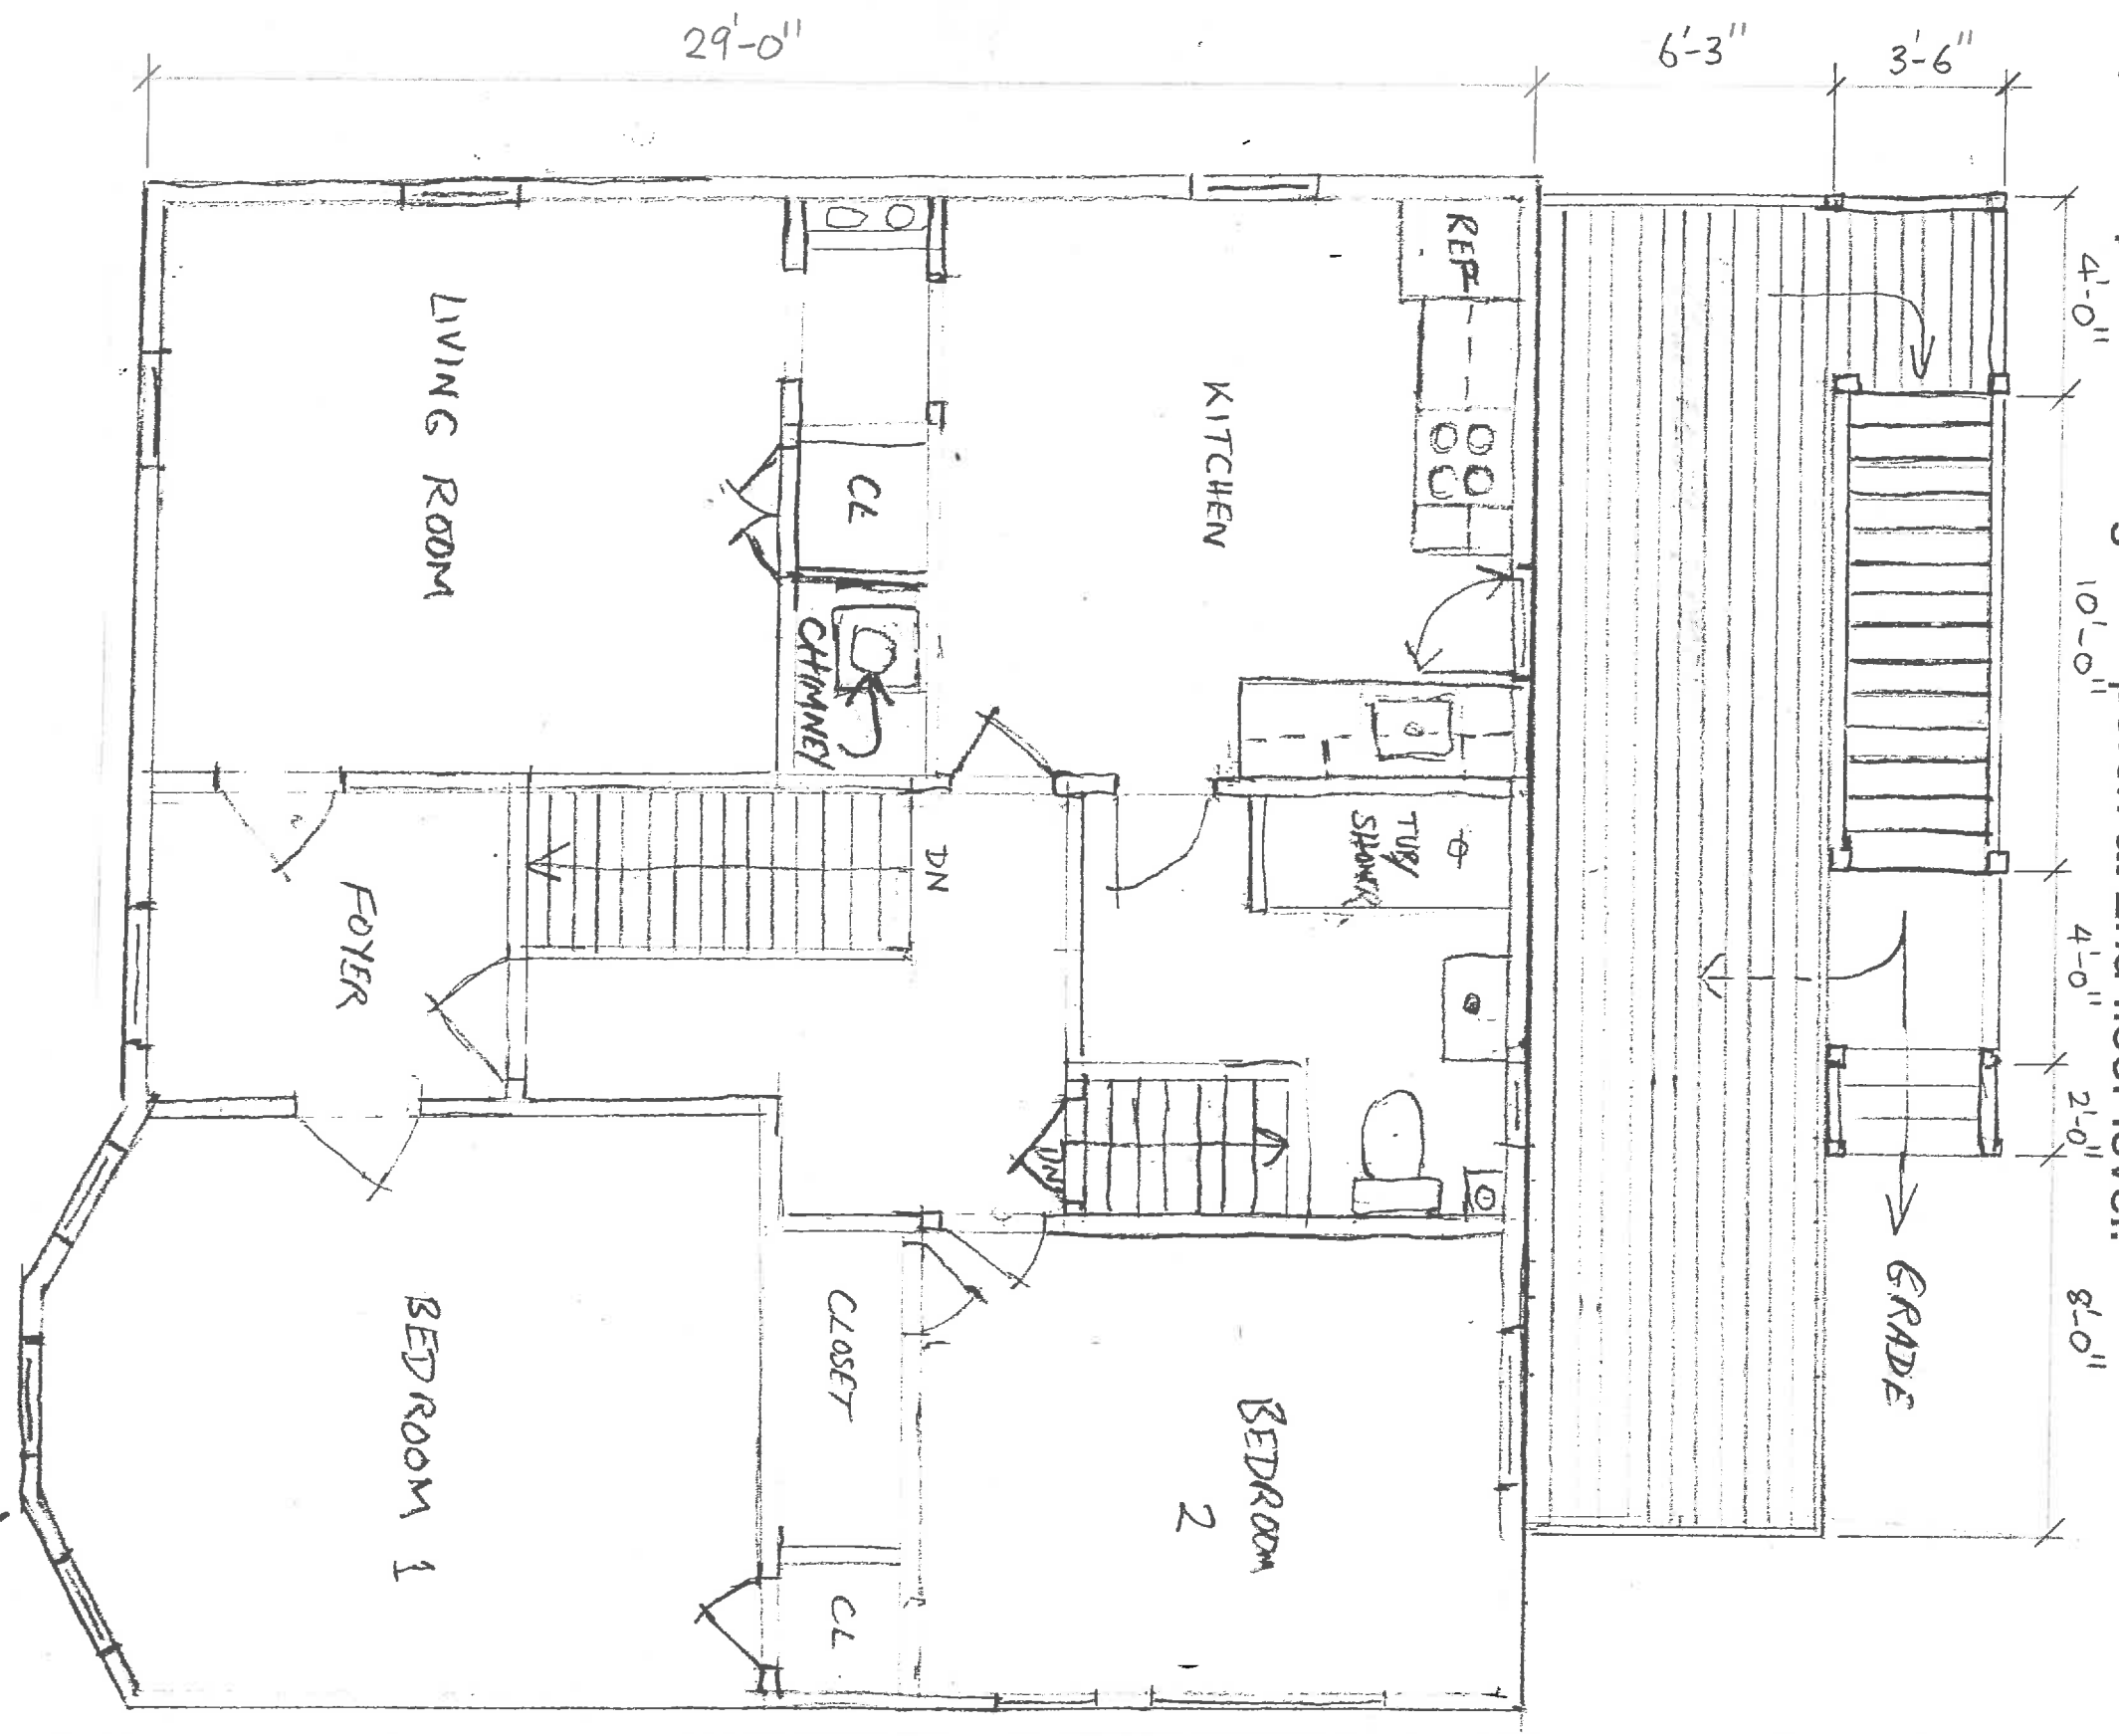 29'-0"
6'-3"
3'-6"
4'-0"
10'-0"
4'-0"
2'-0"
8'-0"
REF
KITCHEN
LIVING ROOM
CL
CHIMNEY
TUB/
SHOWER
DN
FOYER
DN
GRADE
CLOSET
BEDROOM 1
BEDROOM
2
CL